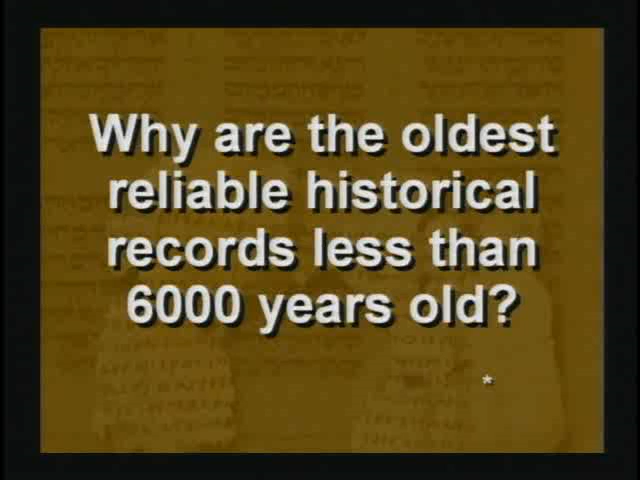 Why are the oldest
reliable historical
records less than
6000 years old?
*